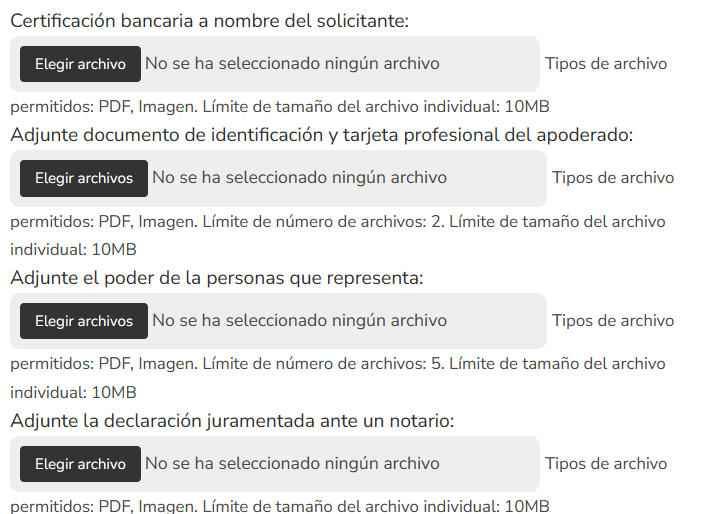 Certificación bancaria a nombre del solicitante:
Elegir archivo No se ha seleccionado ningún archivo Tipos de archivo
permitidos: PDF, Imagen. Límite de tamaño del archivo individual: 10MB
Adjunte documento de identificación y tarjeta profesional del apoderado:
Elegir archivos No se ha seleccionado ningún archivo Tipos de archivo
permitidos: PDF, Imagen. Límite de número de archivos: 2. Límite de tamaño del archivo
individual: 10MB
Adjunte el poder de la personas que representa:
Elegir archivos No se ha seleccionado ningún archivo Tipos de archivo
permitidos: PDF, Imagen. Límite de número de archivos: 5. Límite de tamaño del archivo
individual: 10MB
Adjunte la declaración juramentada ante un notario:
Elegir archivo No se ha seleccionado ningún archivo Tipos de archivo
permitidos: PDF, Imagen. Límite de tamaño del archivo individual: 10MB